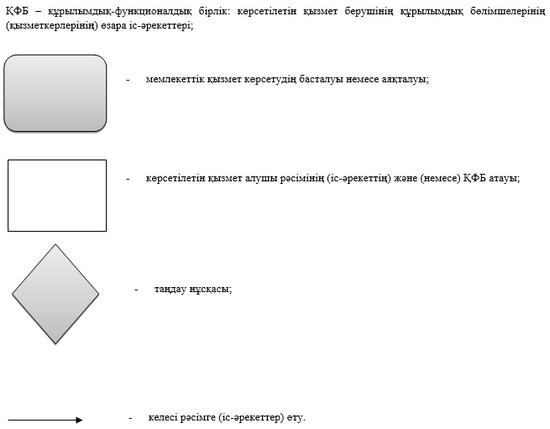 ҚФБ – құрылымдық-функционалдық бірлік: көрсетілетін қызмет берушінің құрылымдық бөлімшелерінің
(қызметкерлерінің) өзара іс-әрекеттері;
- мемлекеттік қызмет көрсетудің басталуы немесе аяқталуы;
- көрсетілетін қызмет алушы рәсімінің (іс-әрекеттің) және (немесе) ҚФБ атауы;
- таңдау нұсқасы;
- келесі рәсімге (іс-әрекеттер) өту.